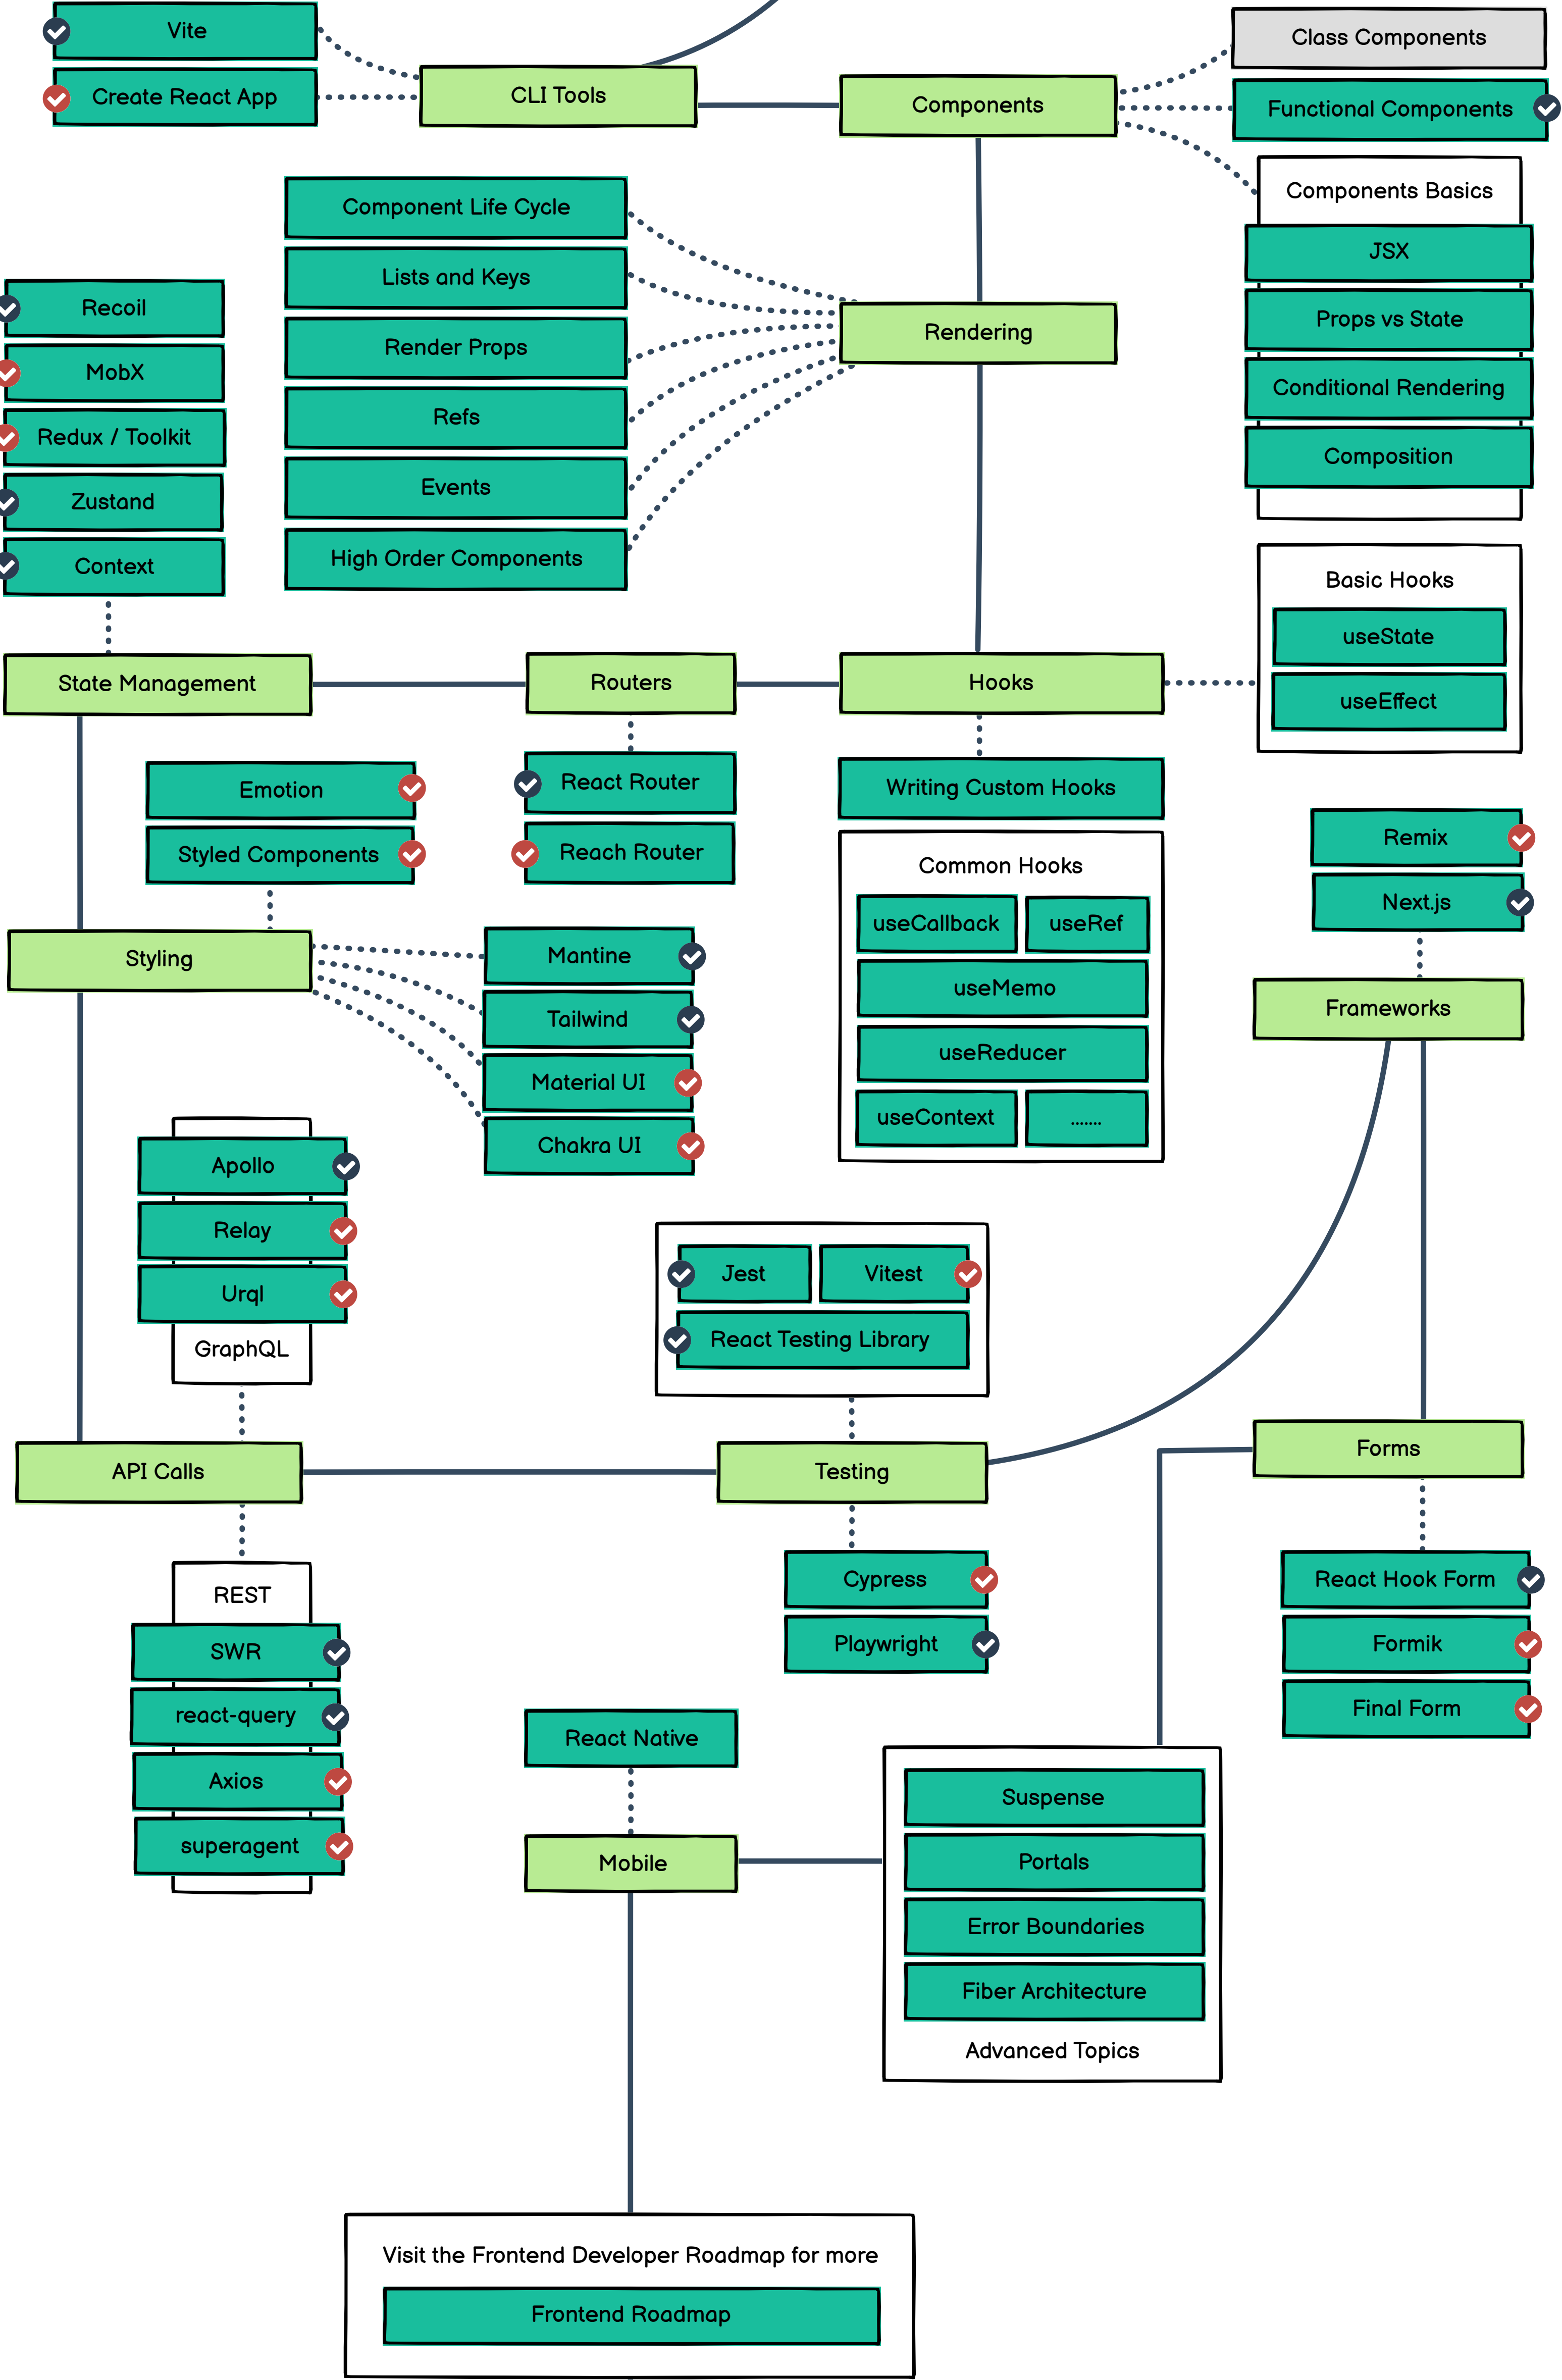 Vite
Create React App
CLI Tools
Components
Class Components
Functional Components
Components Basics
JSX
Props vs State
Conditional Rendering
Composition
Component Life Cycle
Lists and Keys
Render Props
Refs
Events
High Order Components
Rendering
Recoil
MobX
Redux / Toolkit
Zustand
Context
State Management
Routers
Hooks
Basic Hooks
useState
useEffect
React Router
Reach Router
Writing Custom Hooks
Common Hooks
useCallback
useRef
useMemo
useReducer
useContext
.......
Emotion
Styled Components
Styling
Mantine
Tailwind
Material UI
Chakra UI
Remix
Next.js
Frameworks
Apollo
Relay
Urql
GraphQL
Jest
Vitest
React Testing Library
API Calls
Testing
Forms
REST
SWR
react-query
Axios
superagent
Cypress
Playwright
React Hook Form
Formik
Final Form
React Native
Mobile
Suspense
Portals
Error Boundaries
Fiber Architecture
Advanced Topics
Visit the Frontend Developer Roadmap for more
Frontend Roadmap